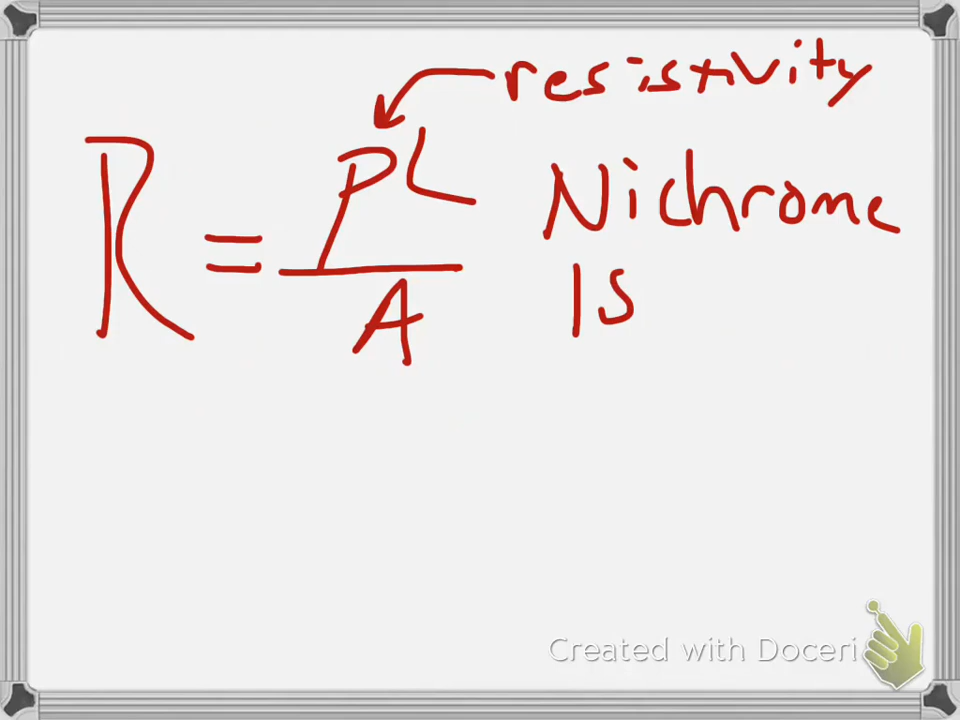 resistivity
R = ρL / A
Nichrome
Is
Created with Doceri